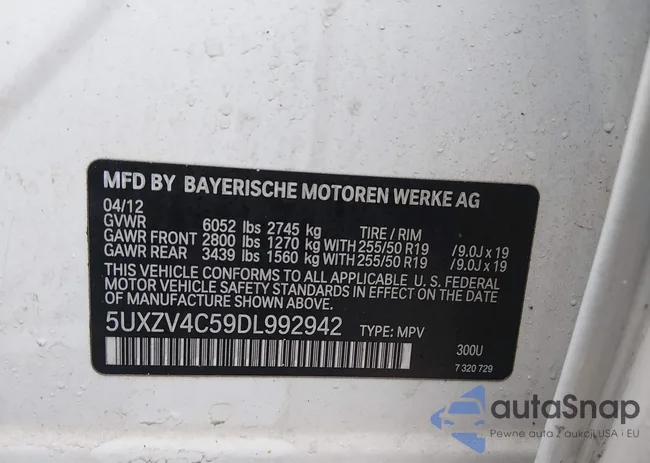 MFD BY BAYERISCHE MOTOREN WERKE AG
04/12
GVWR 6052 lbs 2745 kg TIRE / RIM
GAWR FRONT 2800 lbs 1270 kg WITH 255/50 R19 /9.0J x 19
GAWR REAR 3439 lbs 1560 kg WITH 255/50 R19 /9.0J x 19
THIS VEHICLE CONFORMS TO ALL APPLICABLE U. S. FEDERAL
MOTOR VEHICLE SAFETY STANDARDS IN EFFECT ON THE DATE
OF MANUFACTURE SHOWN ABOVE.
5UXZV4C59DL992942 TYPE: MPV
300U
7 320 729
autaSnap
Pewne auta z aukcji USA i EU